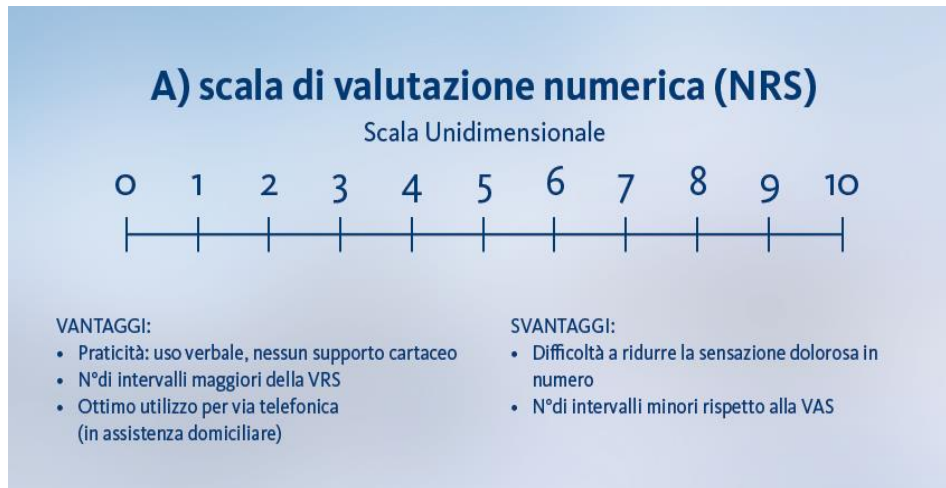 A) scala di valutazione numerica (NRS)
Scala Unidimensionale
0 1 2 3 4 5 6 7 8 9 10
VANTAGGI:
• Praticità: uso verbale, nessun supporto cartaceo
• N°di intervalli maggiori della VRS
• Ottimo utilizzo per via telefonica
(in assistenza domiciliare)
SVANTAGGI:
• Difficoltà a ridurre la sensazione dolorosa in
numero
• N°di intervalli minori rispetto alla VAS